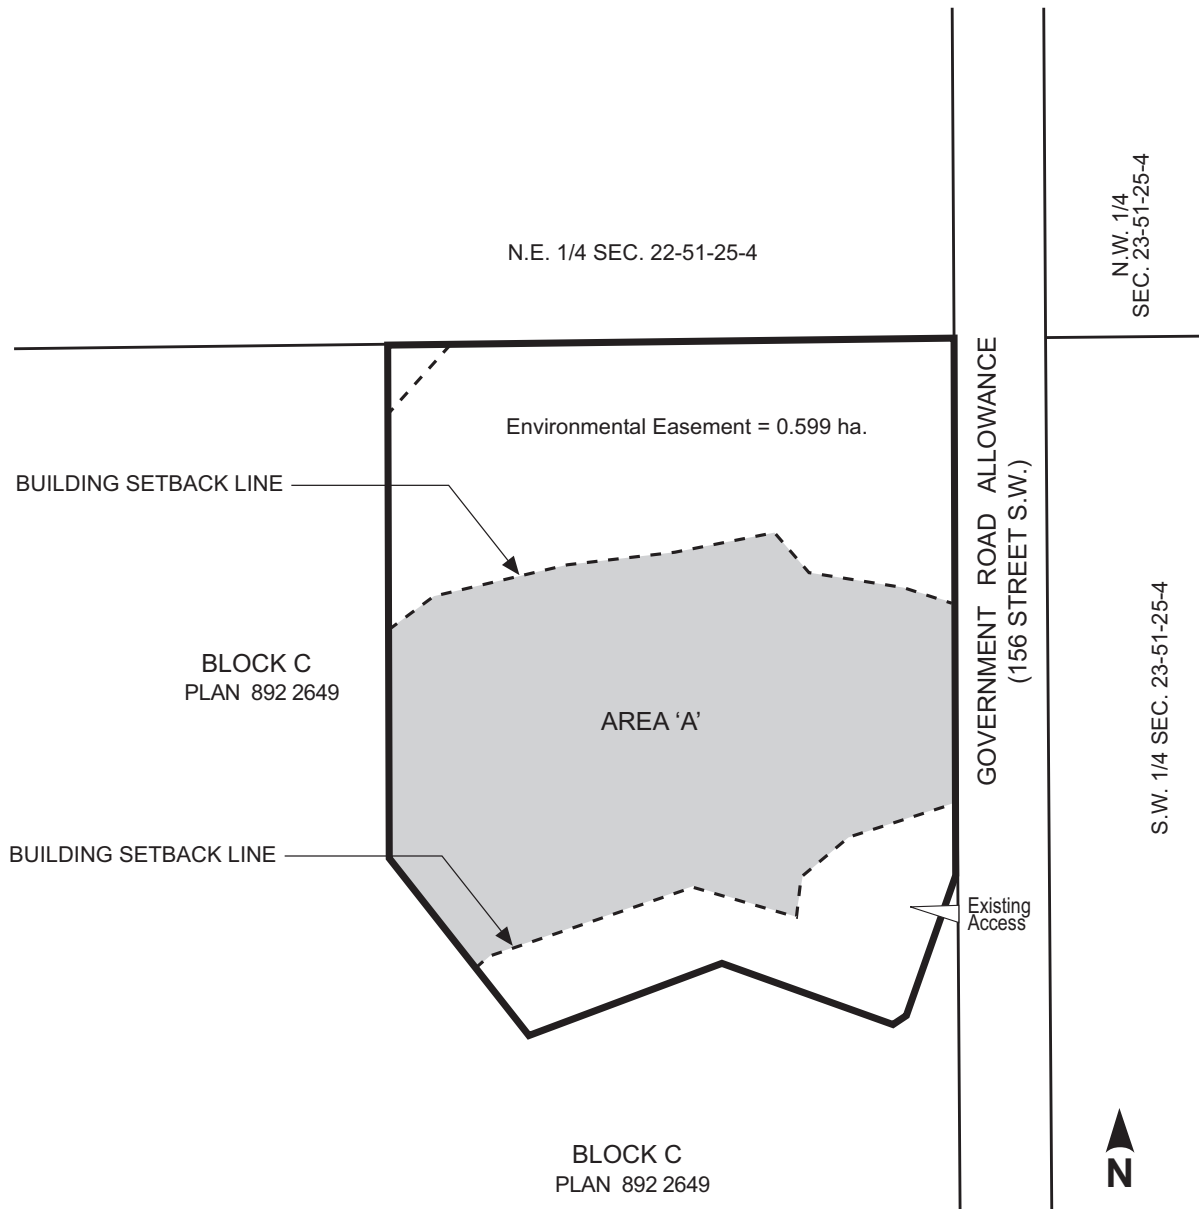 N.W. 1/4
SEC. 23-51-25-4
N.E. 1/4 SEC. 22-51-25-4
GOVERNMENT ROAD ALLOWANCE
(156 STREET S.W.)
Environmental Easement = 0.599 ha.
BUILDING SETBACK LINE
S.W. 1/4 SEC. 23-51-25-4
BLOCK C
PLAN 892 2649
AREA ‘A’
BUILDING SETBACK LINE
Existing
Access
BLOCK C
PLAN 892 2649
N